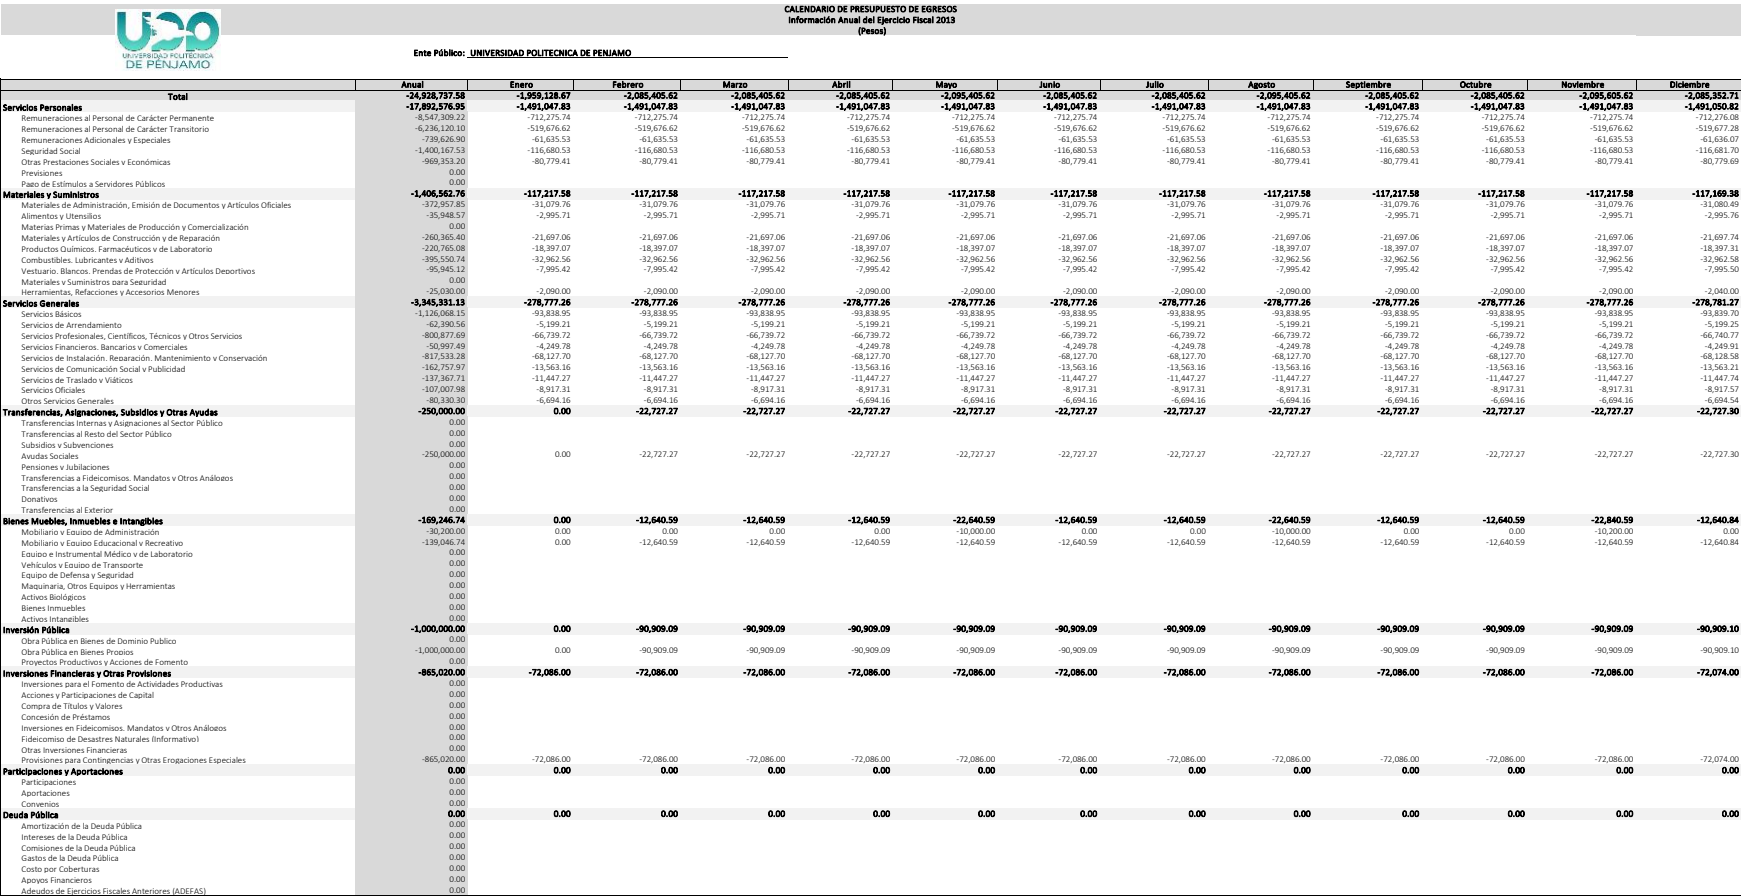 CALENDARIO DE PRESUPUESTO DE EGRESOS
Información Anual del Ejercicio Fiscal 2013
(Pesos)
UNIVERSIDAD POLITECNICA
DE PÉNJAMO
Ente Público: UNIVERSIDAD POLITECNICA DE PENJAMO
Anual Enero Febrero Marzo Abril Mayo Junio Julio Agosto Septiembre Octubre Noviembre Diciembre
Total -24,928,737.58 -1,959,128.67 -2,085,405.62 -2,085,405.62 -2,085,405.62 -2,095,405.62 -2,085,405.62 -2,085,405.62 -2,095,405.62 -2,085,405.62 -2,085,405.62 -2,095,605.62 -2,085,352.71
Servicios Personales -17,892,576.95 -1,491,047.83 -1,491,047.83 -1,491,047.83 -1,491,047.83 -1,491,047.83 -1,491,047.83 -1,491,047.83 -1,491,047.83 -1,491,047.83 -1,491,047.83 -1,491,047.83 -1,491,050.82
Remuneraciones al Personal de Carácter Permanente -8,547,309.22 -712,275.74 -712,275.74 -712,275.74 -712,275.74 -712,275.74 -712,275.74 -712,275.74 -712,275.74 -712,275.74 -712,275.74 -712,275.74 -712,276.08
Remuneraciones al Personal de Carácter Transitorio -6,236,120.10 -519,676.62 -519,676.62 -519,676.62 -519,676.62 -519,676.62 -519,676.62 -519,676.62 -519,676.62 -519,676.62 -519,676.62 -519,676.62 -519,677.28
Remuneraciones Adicionales y Especiales -739,626.90 -61,635.53 -61,635.53 -61,635.53 -61,635.53 -61,635.53 -61,635.53 -61,635.53 -61,635.53 -61,635.53 -61,635.53 -61,635.53 -61,636.07
Seguridad Social -1,400,167.53 -116,680.53 -116,680.53 -116,680.53 -116,680.53 -116,680.53 -116,680.53 -116,680.53 -116,680.53 -116,680.53 -116,680.53 -116,680.53 -116,681.70
Otras Prestaciones Sociales y Económicas -969,353.20 -80,779.41 -80,779.41 -80,779.41 -80,779.41 -80,779.41 -80,779.41 -80,779.41 -80,779.41 -80,779.41 -80,779.41 -80,779.41 -80,779.69
Previsiones 0.00
Pago de Estímulos a Servidores Públicos 0.00
Materiales y Suministros -1,406,562.76 -117,217.58 -117,217.58 -117,217.58 -117,217.58 -117,217.58 -117,217.58 -117,217.58 -117,217.58 -117,217.58 -117,217.58 -117,217.58 -117,169.38
Materiales de Administración, Emisión de Documentos y Artículos Oficiales -372,957.85 -31,079.76 -31,079.76 -31,079.76 -31,079.76 -31,079.76 -31,079.76 -31,079.76 -31,079.76 -31,079.76 -31,079.76 -31,079.76 -31,080.49
Alimentos y Utensilios -35,948.57 -2,995.71 -2,995.71 -2,995.71 -2,995.71 -2,995.71 -2,995.71 -2,995.71 -2,995.71 -2,995.71 -2,995.71 -2,995.71 -2,995.76
Materias Primas y Materiales de Producción y Comercialización 0.00
Materiales y Artículos de Construcción y de Reparación -260,365.40 -21,697.06 -21,697.06 -21,697.06 -21,697.06 -21,697.06 -21,697.06 -21,697.06 -21,697.06 -21,697.06 -21,697.06 -21,697.06 -21,697.74
Productos Químicos. Farmacéuticos v de Laboratorio -220,765.08 -18,397.07 -18,397.07 -18,397.07 -18,397.07 -18,397.07 -18,397.07 -18,397.07 -18,397.07 -18,397.07 -18,397.07 -18,397.07 -18,397.31
Combustibles. Lubricantes v Aditivos -395,550.74 -32,962.56 -32,962.56 -32,962.56 -32,962.56 -32,962.56 -32,962.56 -32,962.56 -32,962.56 -32,962.56 -32,962.56 -32,962.56 -32,962.58
Vestuario. Blancos. Prendas de Protección v Artículos Deportivos -95,945.12 -7,995.42 -7,995.42 -7,995.42 -7,995.42 -7,995.42 -7,995.42 -7,995.42 -7,995.42 -7,995.42 -7,995.42 -7,995.42 -7,995.50
Materiales v Suministros para Seguridad 0.00
Herramientas, Refacciones y Accesorios Menores -25,030.00 -2,090.00 -2,090.00 -2,090.00 -2,090.00 -2,090.00 -2,090.00 -2,090.00 -2,090.00 -2,090.00 -2,090.00 -2,090.00 -2,040.00
Servicios Generales -3,345,331.13 -278,777.26 -278,777.26 -278,777.26 -278,777.26 -278,777.26 -278,777.26 -278,777.26 -278,777.26 -278,777.26 -278,777.26 -278,777.26 -278,781.27
Servicios Básicos -1,126,068.15 -93,838.95 -93,838.95 -93,838.95 -93,838.95 -93,838.95 -93,838.95 -93,838.95 -93,838.95 -93,838.95 -93,838.95 -93,838.95 -93,839.70
Servicios de Arrendamiento -62,390.56 -5,199.21 -5,199.21 -5,199.21 -5,199.21 -5,199.21 -5,199.21 -5,199.21 -5,199.21 -5,199.21 -5,199.21 -5,199.21 -5,199.25
Servicios Profesionales, Científicos, Técnicos y Otros Servicios -800,877.69 -66,739.72 -66,739.72 -66,739.72 -66,739.72 -66,739.72 -66,739.72 -66,739.72 -66,739.72 -66,739.72 -66,739.72 -66,739.72 -66,740.77
Servicios Financieros. Bancarios v Comerciales -50,997.49 -4,249.78 -4,249.78 -4,249.78 -4,249.78 -4,249.78 -4,249.78 -4,249.78 -4,249.78 -4,249.78 -4,249.78 -4,249.78 -4,249.91
Servicios de Instalación. Reparación. Mantenimiento v Conservación -817,533.28 -68,127.70 -68,127.70 -68,127.70 -68,127.70 -68,127.70 -68,127.70 -68,127.70 -68,127.70 -68,127.70 -68,127.70 -68,127.70 -68,128.58
Servicios de Comunicación Social v Publicidad -162,757.97 -13,563.16 -13,563.16 -13,563.16 -13,563.16 -13,563.16 -13,563.16 -13,563.16 -13,563.16 -13,563.16 -13,563.16 -13,563.16 -13,563.21
Servicios de Traslado v Viáticos -137,367.71 -11,447.27 -11,447.27 -11,447.27 -11,447.27 -11,447.27 -11,447.27 -11,447.27 -11,447.27 -11,447.27 -11,447.27 -11,447.27 -11,447.74
Servicios Oficiales -107,007.98 -8,917.31 -8,917.31 -8,917.31 -8,917.31 -8,917.31 -8,917.31 -8,917.31 -8,917.31 -8,917.31 -8,917.31 -8,917.31 -8,917.57
Otros Servicios Generales -80,330.30 -6,694.16 -6,694.16 -6,694.16 -6,694.16 -6,694.16 -6,694.16 -6,694.16 -6,694.16 -6,694.16 -6,694.16 -6,694.16 -6,694.54
Transferencias, Asignaciones, Subsidios y Otras Ayudas -250,000.00 0.00 -22,727.27 -22,727.27 -22,727.27 -22,727.27 -22,727.27 -22,727.27 -22,727.27 -22,727.27 -22,727.27 -22,727.27 -22,727.30
Transferencias Internas y Asignaciones al Sector Público 0.00
Transferencias al Resto del Sector Público 0.00
Subsidios v Subvenciones 0.00
Avudas Sociales -250,000.00 0.00 -22,727.27 -22,727.27 -22,727.27 -22,727.27 -22,727.27 -22,727.27 -22,727.27 -22,727.27 -22,727.27 -22,727.27 -22,727.30
Pensiones v Jubilaciones 0.00
Transferencias a Fideicomisos. Mandatos v Otros Análogos 0.00
Transferencias a la Seguridad Social 0.00
Donativos 0.00
Transferencias al Exterior 0.00
Bienes Muebles, Inmuebles e Intangibles -169,246.74 0.00 -12,640.59 -12,640.59 -12,640.59 -22,640.59 -12,640.59 -12,640.59 -22,640.59 -12,640.59 -12,640.59 -22,840.59 -12,640.84
Mobiliario v Equipo de Administración -30,200.00 0.00 0.00 0.00 0.00 -10,000.00 0.00 0.00 -10,000.00 0.00 0.00 -10,200.00 0.00
Mobiliario v Equipo Educacional v Recreativo -139,046.74 0.00 -12,640.59 -12,640.59 -12,640.59 -12,640.59 -12,640.59 -12,640.59 -12,640.59 -12,640.59 -12,640.59 -12,640.59 -12,640.84
Equipo e Instrumental Médico v de Laboratorio 0.00
Vehículos v Equipo de Transporte 0.00
Equipo de Defensa y Seguridad 0.00
Maquinaria, Otros Equipos y Herramientas 0.00
Activos Biológicos 0.00
Bienes Inmuebles 0.00
Activos Intangibles 0.00
Inversión Pública -1,000,000.00 0.00 -90,909.09 -90,909.09 -90,909.09 -90,909.09 -90,909.09 -90,909.09 -90,909.09 -90,909.09 -90,909.09 -90,909.09 -90,909.10
Obra Pública en Bienes de Dominio Publico 0.00
Obra Pública en Bienes Propios -1,000,000.00 0.00 -90,909.09 -90,909.09 -90,909.09 -90,909.09 -90,909.09 -90,909.09 -90,909.09 -90,909.09 -90,909.09 -90,909.09 -90,909.10
Proyectos Productivos y Acciones de Fomento 0.00
Inversiones Financieras y Otras Provisiones -865,020.00 -72,086.00 -72,086.00 -72,086.00 -72,086.00 -72,086.00 -72,086.00 -72,086.00 -72,086.00 -72,086.00 -72,086.00 -72,086.00 -72,074.00
Inversiones para el Fomento de Actividades Productivas 0.00
Acciones y Participaciones de Capital 0.00
Compra de Títulos y Valores 0.00
Concesión de Préstamos 0.00
Inversiones en Fideicomisos. Mandatos v Otros Análogos 0.00
Fideicomiso de Desastres Naturales (Informativo) 0.00
Otras Inversiones Financieras 0.00
Provisiones para Contingencias y Otras Erogaciones Especiales -865,020.00 -72,086.00 -72,086.00 -72,086.00 -72,086.00 -72,086.00 -72,086.00 -72,086.00 -72,086.00 -72,086.00 -72,086.00 -72,086.00 -72,074.00
Participaciones y Aportaciones 0.00 0.00 0.00 0.00 0.00 0.00 0.00 0.00 0.00 0.00 0.00 0.00 0.00
Participaciones 0.00
Aportaciones 0.00
Convenios 0.00
Deuda Pública 0.00 0.00 0.00 0.00 0.00 0.00 0.00 0.00 0.00 0.00 0.00 0.00 0.00
Amortización de la Deuda Pública 0.00
Intereses de la Deuda Pública 0.00
Comisiones de la Deuda Pública 0.00
Gastos de la Deuda Pública 0.00
Costo por Coberturas 0.00
Apoyos Financieros 0.00
Adeudos de Ejercicios Fiscales Anteriores (ADEFAS) 0.00